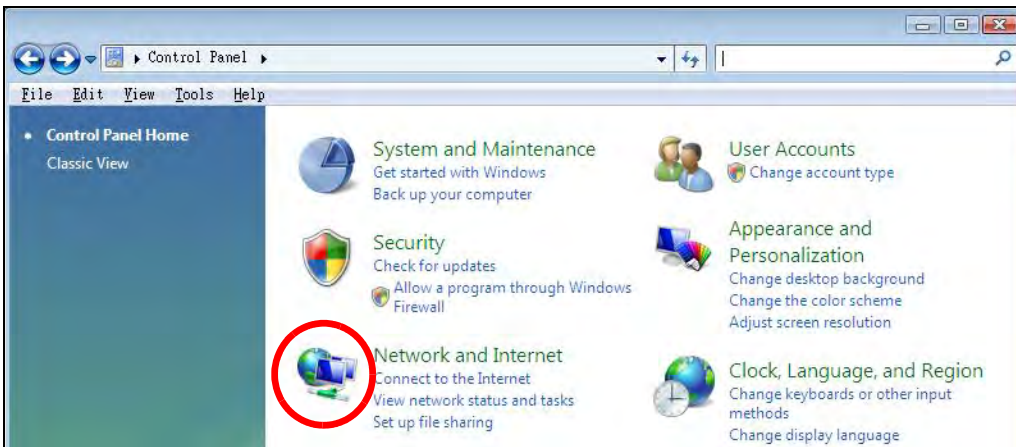 Control Panel
File Edit View Tools Help
Control Panel Home
Classic View
System and Maintenance
Get started with Windows
Back up your computer
Security
Check for updates
Allow a program through Windows
Firewall
Network and Internet
Connect to the Internet
View network status and tasks
Set up file sharing
User Accounts
Change account type
Appearance and
Personalization
Change desktop background
Change the color scheme
Adjust screen resolution
Clock, Language, and Region
Change keyboards or other input
methods
Change display language